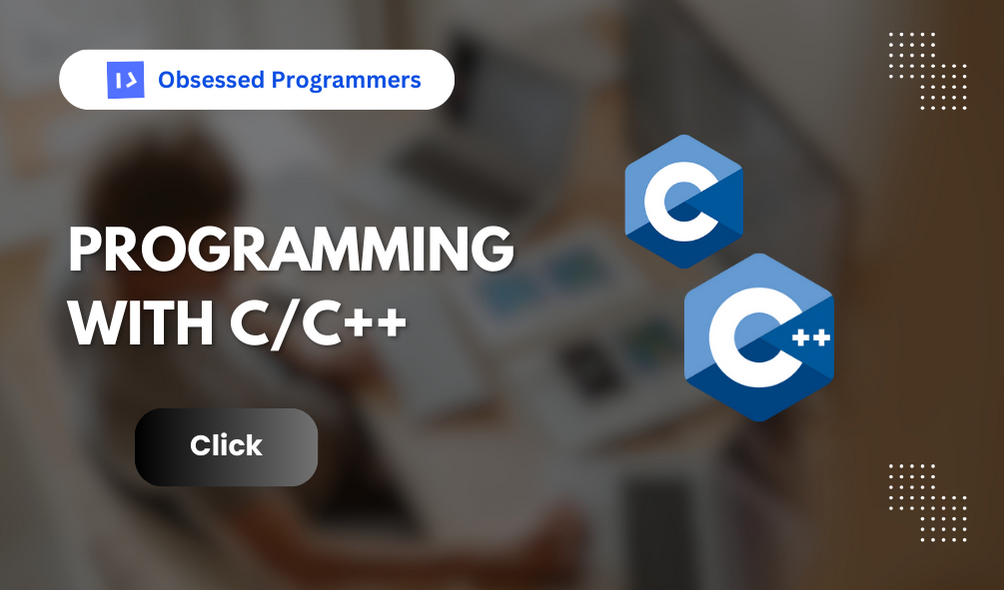 Obsessed Programmers
PROGRAMMING
WITH C/C++
Click
C
C++